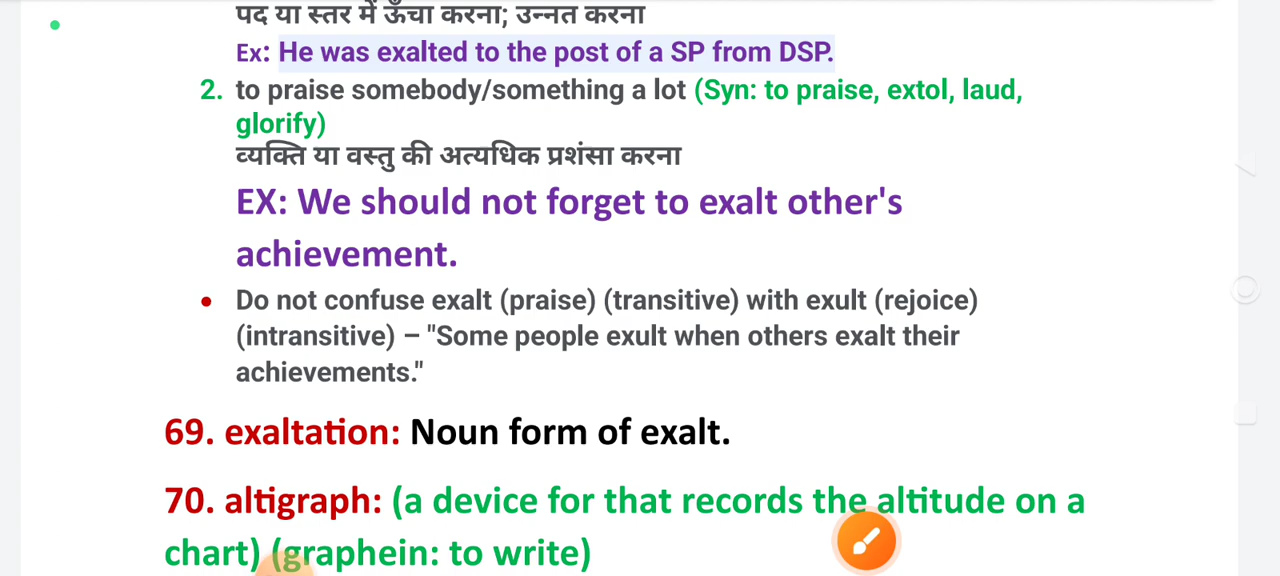 पद या स्तर में ऊँचा करना; उन्नत करना
Ex: He was exalted to the post of a SP from DSP.
2. to praise somebody/something a lot (Syn: to praise, extol, laud,
glorify)
व्यक्ति या वस्तु की अत्यधिक प्रशंसा करना
EX: We should not forget to exalt other's
achievement.
• Do not confuse exalt (praise) (transitive) with exult (rejoice)
(intransitive) – "Some people exult when others exalt their
achievements."
69. exaltation: Noun form of exalt.
70. altigraph: (a device for that records the altitude on a
chart) (graphein: to write)